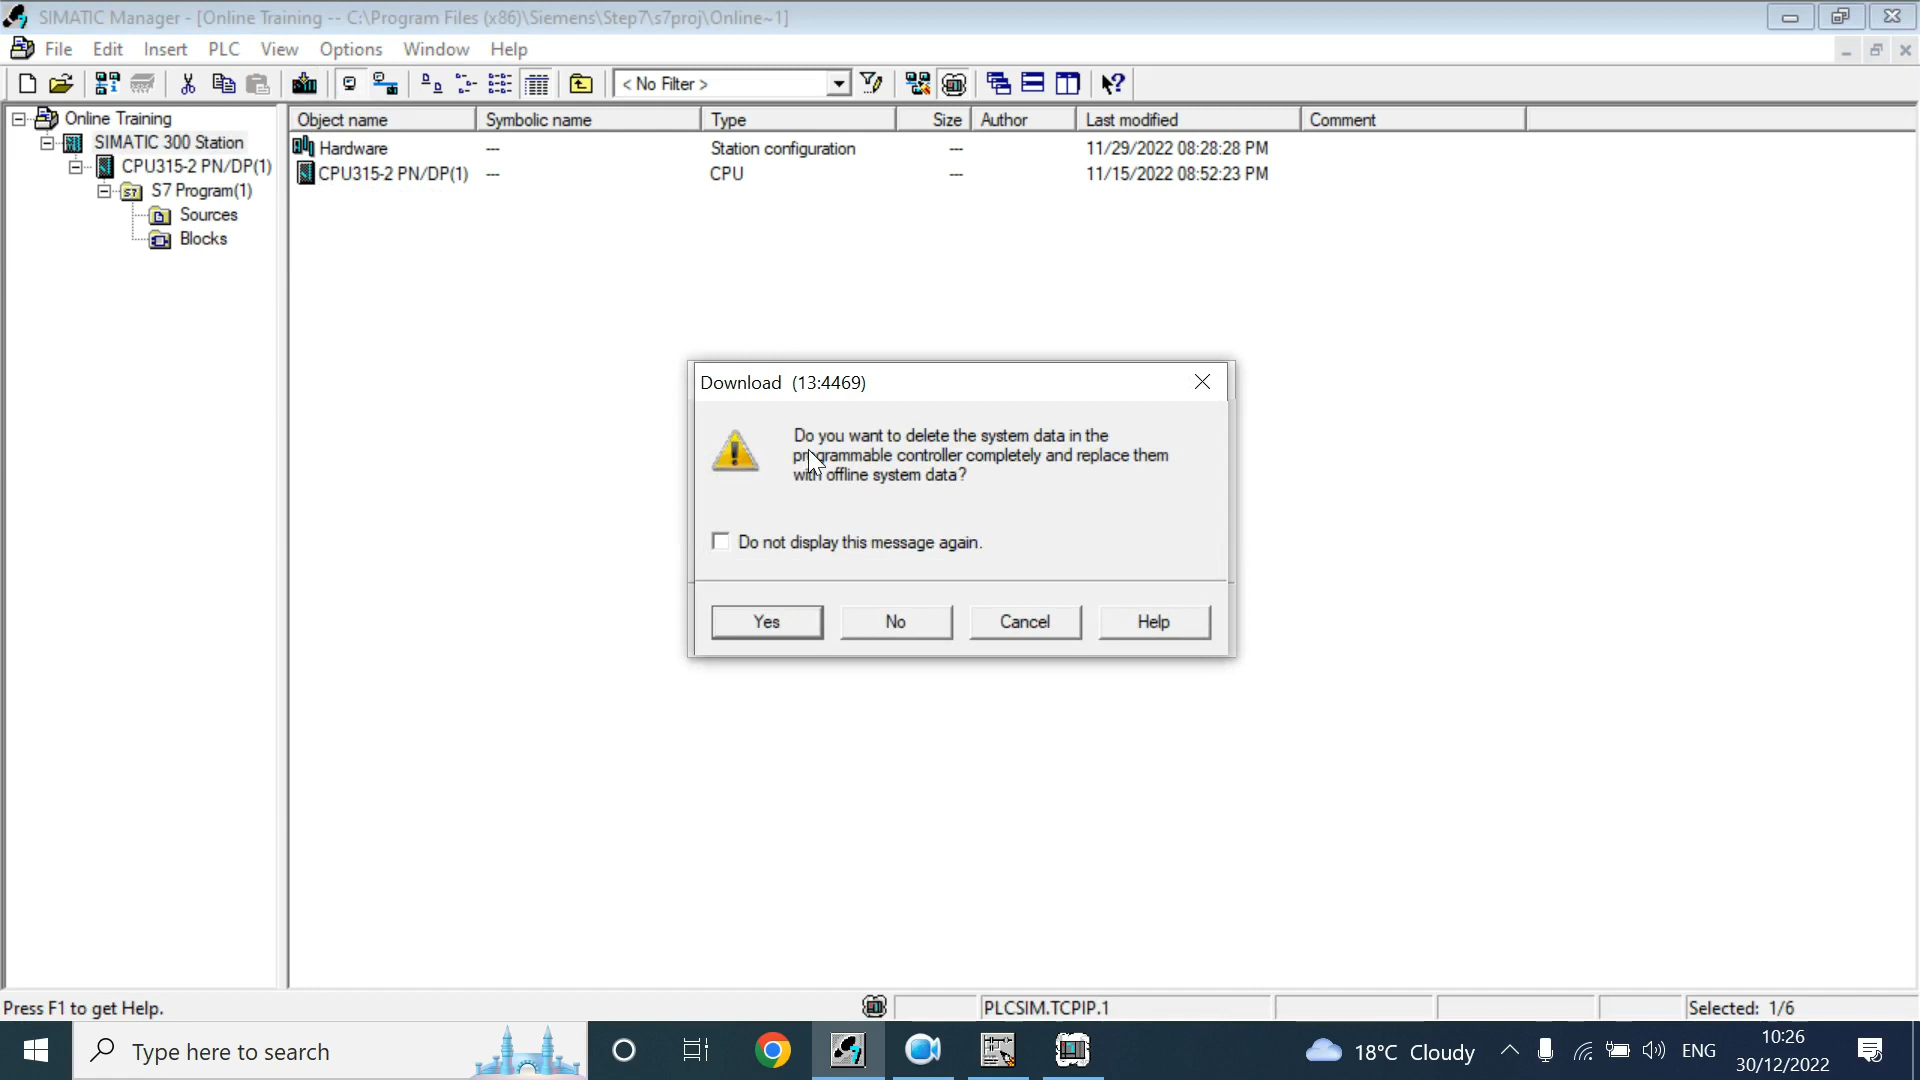 SIMATIC Manager - [Online Training -- C:\Program Files (x86)\Siemens\Step7\s7proj\Online~1]
File Edit Insert PLC View Options Window Help
< No Filter >
Online Training
SIMATIC 300 Station
CPU315-2 PN/DP(1)
S7 Program(1)
Sources
Blocks
Object name Symbolic name Type Size Author Last modified Comment
Hardware --- Station configuration --- 11/29/2022 08:28:28 PM
CPU315-2 PN/DP(1) --- CPU --- 11/15/2022 08:52:23 PM
Download (13:4469)
Do you want to delete the system data in the
programmable controller completely and replace them
with offline system data?
Do not display this message again.
Yes No Cancel Help
Press F1 to get Help.
PLCSIM.TCPIP.1
Selected: 1/6
Type here to search
18°C Cloudy
ENG
10:26
30/12/2022